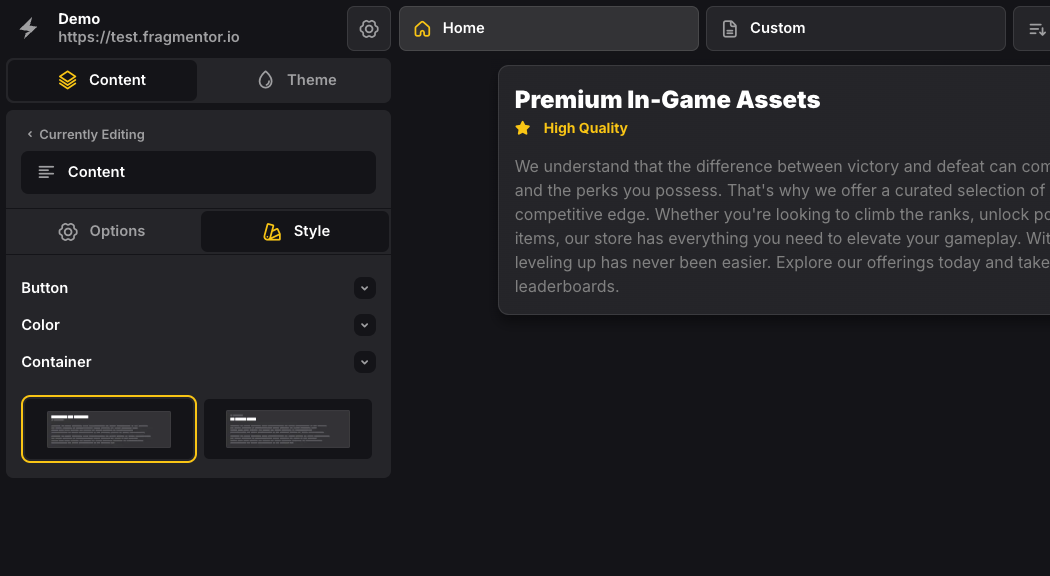 Demo
https://test.fragmentor.io
Home
Custom
Content
Theme
Currently Editing
Content
Options
Style
Button
Color
Container
Premium In-Game Assets
High Quality
We understand that the difference between victory and defeat can
and the perks you possess. That's why we offer a curated selection of
competitive edge. Whether you're looking to climb the ranks, unlock
items, our store has everything you need to elevate your gameplay.
leveling up has never been easier. Explore our offerings today and take
leaderboards.